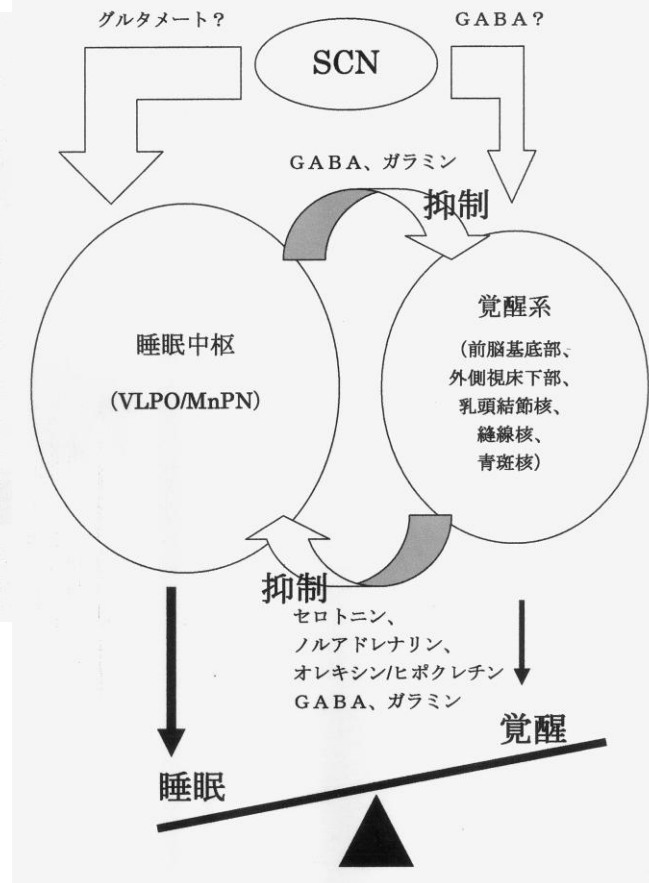 グルタメート?
GABA?
SCN
GABA、ガラミン
抑制
睡眠中枢
(VLPO/MnPN)
覚醒系
(前脳基底部、
外側視床下部、
乳頭結節核、
縫線核、
青斑核)
抑制
セロトニン、
ノルアドレナリン、
オレキシン/ヒポクレチン
GABA、ガラミン
覚醒
睡眠